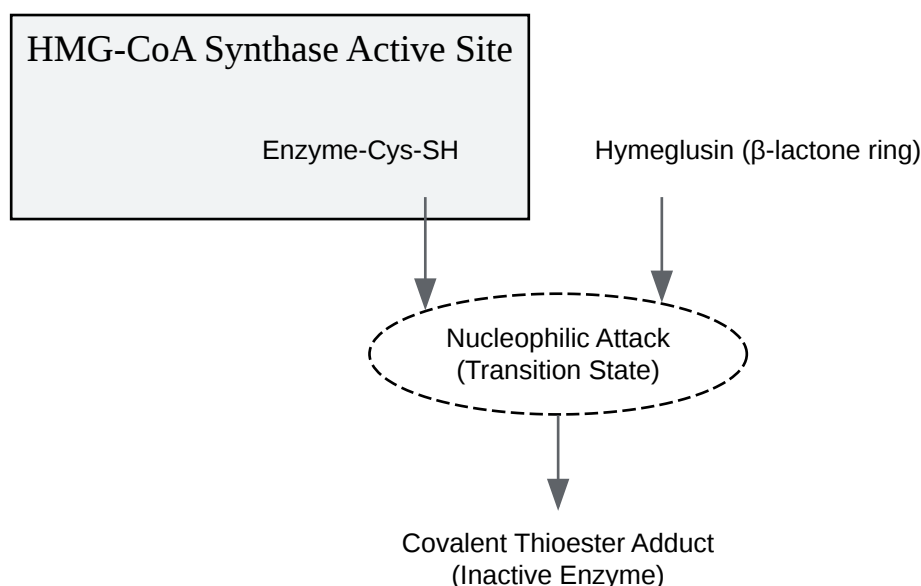 HMG-CoA Synthase Active Site
Enzyme-Cys-SH
Hymeglusin (β-lactone ring)
Nucleophilic Attack
(Transition State)
Covalent Thioester Adduct
(Inactive Enzyme)